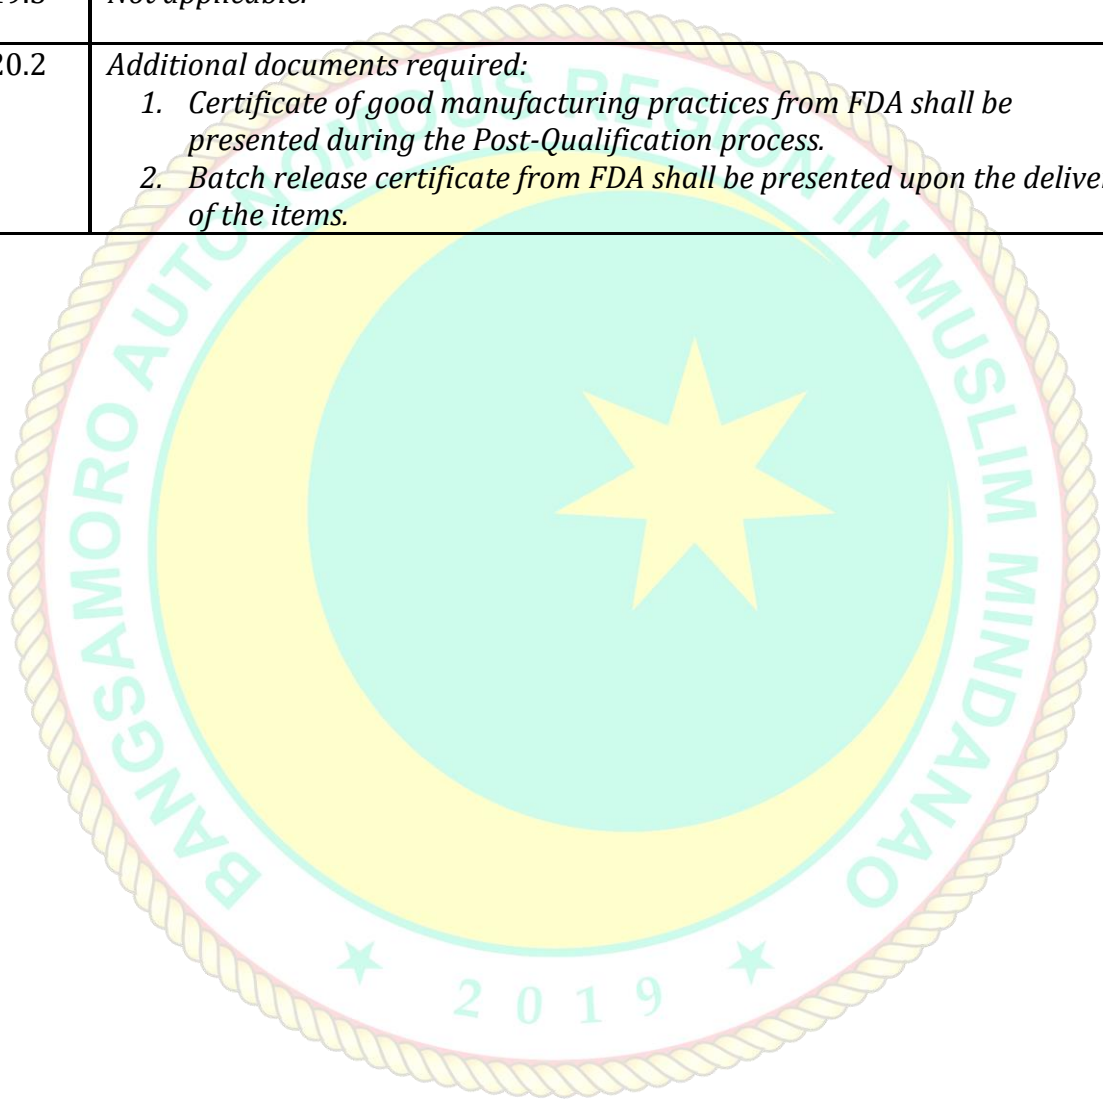 Not applicable.
20.2 Additional documents required:
1. Certificate of good manufacturing practices from FDA shall be
presented during the Post-Qualification process.
2. Batch release certificate from FDA shall be presented upon the
of the items.
BANGSAMORO AUTONOMOUS REGION IN MUSLIM MINDANAO
2019